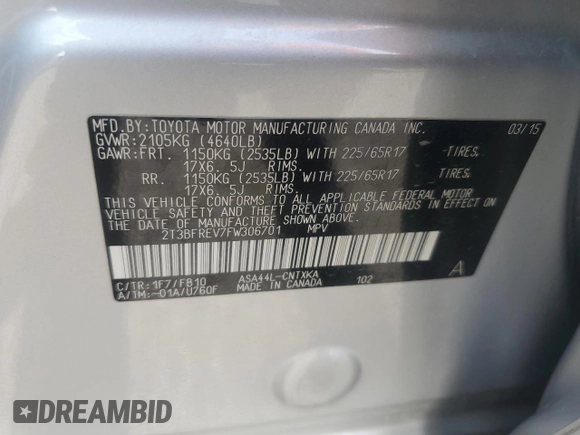 MFD.BY:TOYOTA MOTOR MANUFACTURING CANADA INC. 03/15
GVWR:2105KG (4640LB)
GAWR:FRT. 1150KG (2535LB) WITH 225/65R17 TIRES,
17X6. 5J RIMS.
RR. 1150KG (2535LB) WITH 225/65R17 TIRES,
17X6. 5J RIMS.
THIS VEHICLE CONFORMS TO ALL APPLICABLE FEDERAL MOTOR
VEHICLE SAFETY AND THEFT PREVENTION STANDARDS IN EFFECT ON
THE DATE OF MANUFACTURE SHOWN ABOVE.
2T3BFREV7FW306701 MPV
C/TR:1F7/FB10 ASA44L-CNTXKA A
A/TM:-01A/U760F MADE IN CANADA 102
DREAMBID